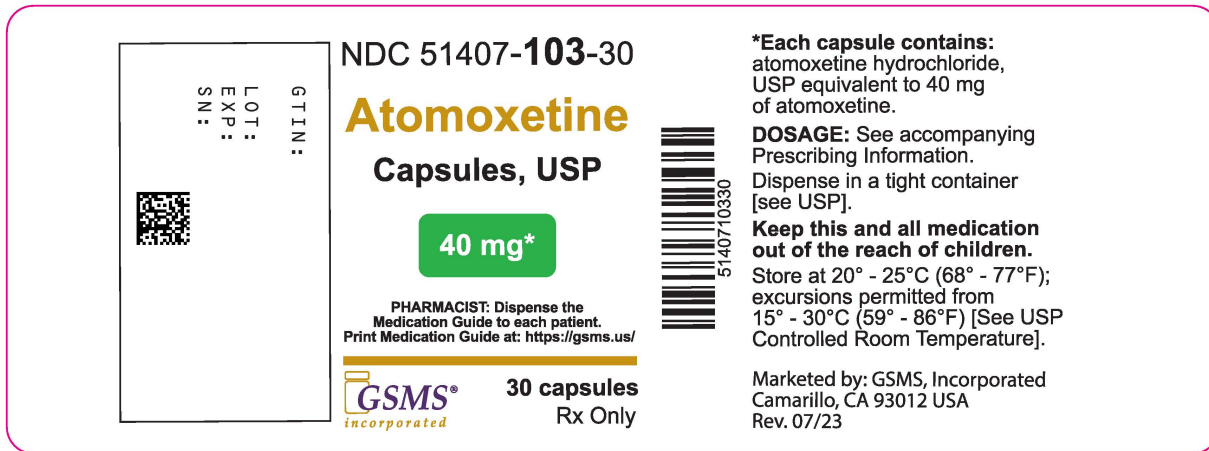 GTIN:
LOT:
EXP:
SN:
NDC 51407-103-30
Atomoxetine
Capsules, USP
40 mg*
PHARMACIST: Dispense the
Medication Guide to each patient.
Print Medication Guide at: https://gsms.us/
GSMS®
incorporated
30 capsules
Rx Only
5140710330
*Each capsule contains:
atomoxetine hydrochloride,
USP equivalent to 40 mg
of atomoxetine.
DOSAGE: See accompanying
Prescribing Information.
Dispense in a tight container
[see USP].
Keep this and all medication
out of the reach of children.
Store at 20° - 25°C (68° - 77°F);
excursions permitted from
15° - 30°C (59° - 86°F) [See USP
Controlled Room Temperature].
Marketed by: GSMS, Incorporated
Camarillo, CA 93012 USA
Rev. 07/23